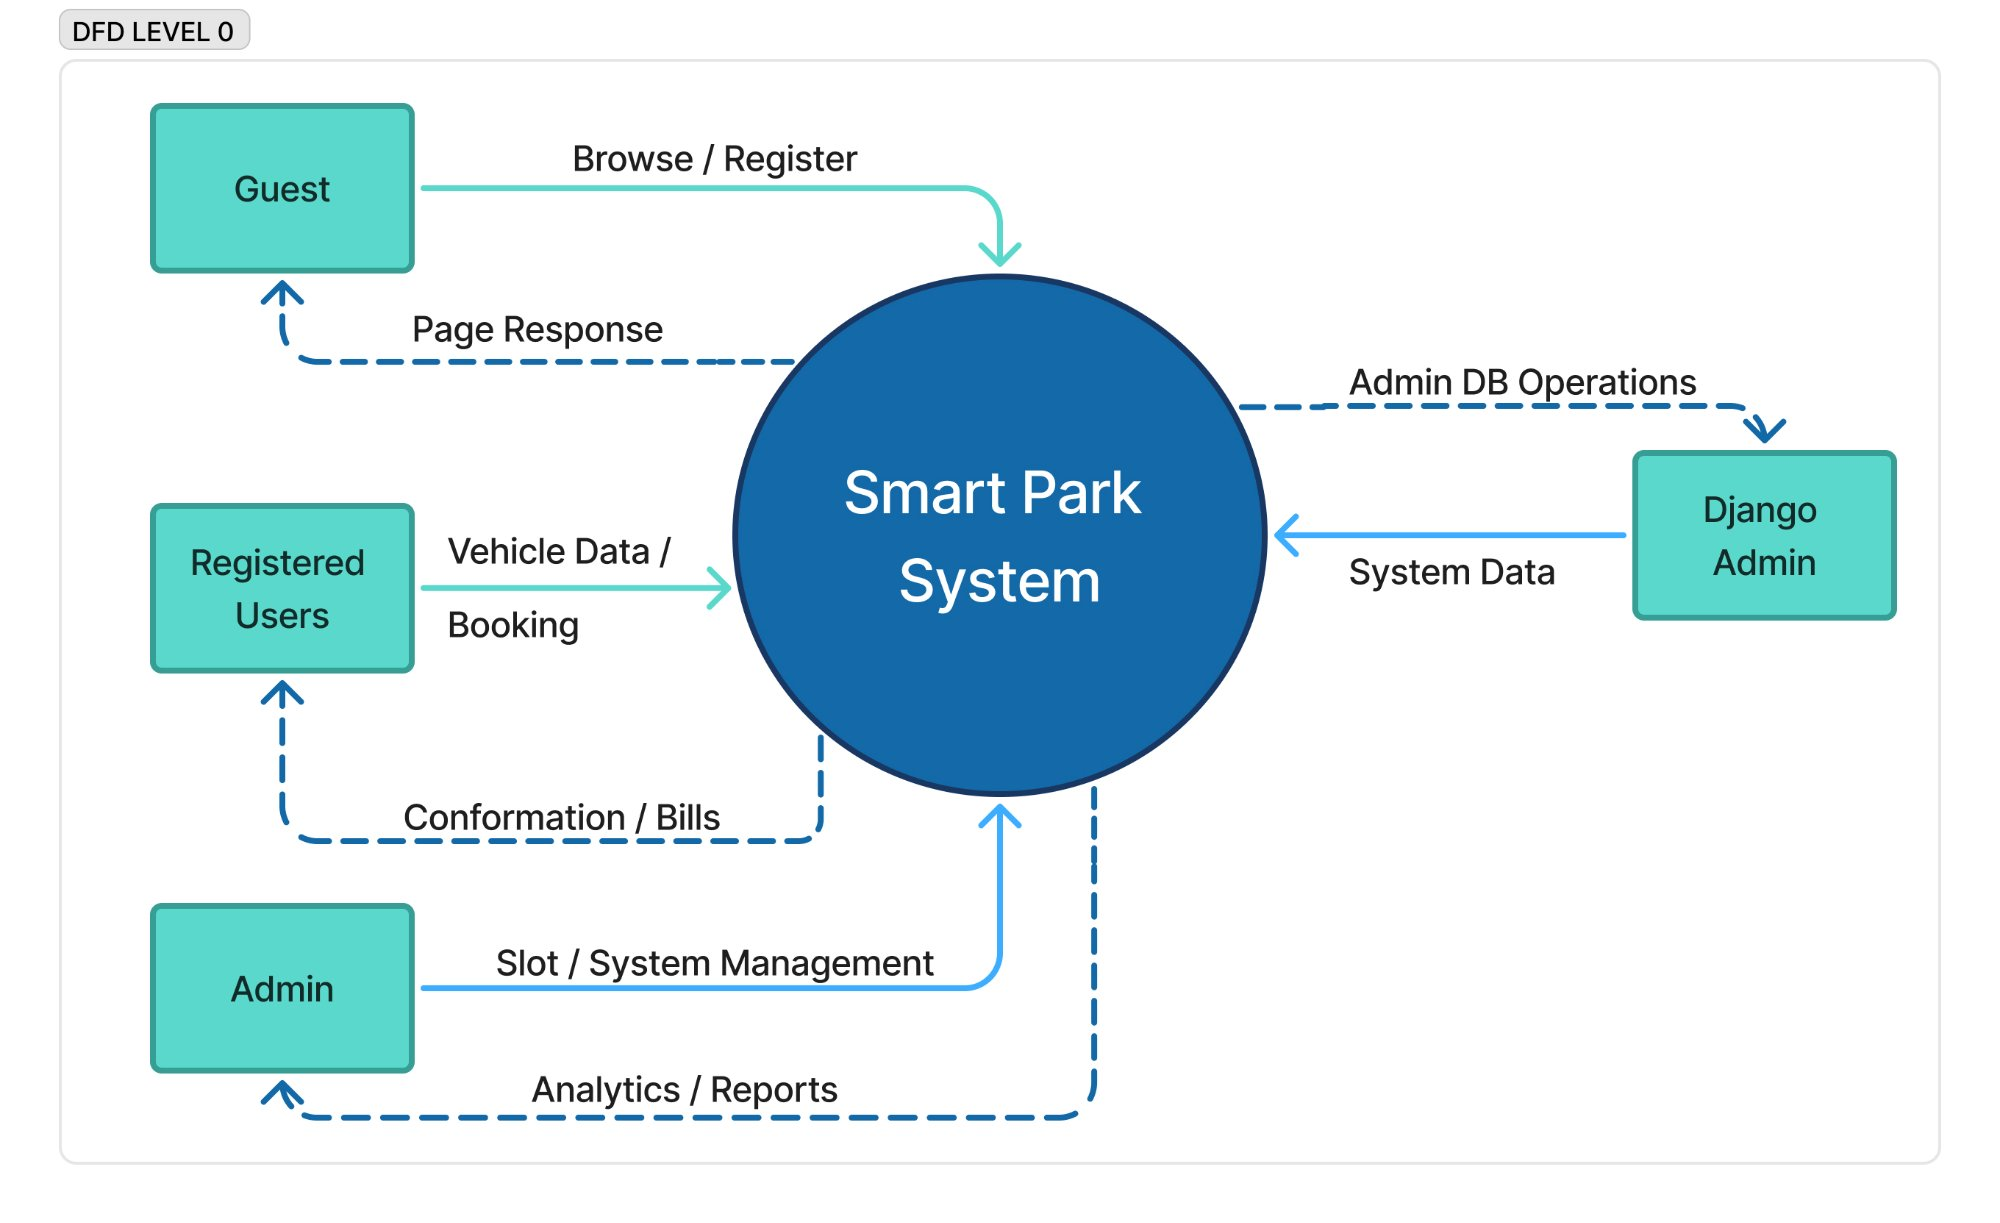 DFD LEVEL 0
Guest
Browse / Register
Page Response
Admin DB Operations
Smart Park
System
Django
Admin
System Data
Registered
Users
Vehicle Data /
Booking
Conformation / Bills
Admin
Slot / System Management
Analytics / Reports